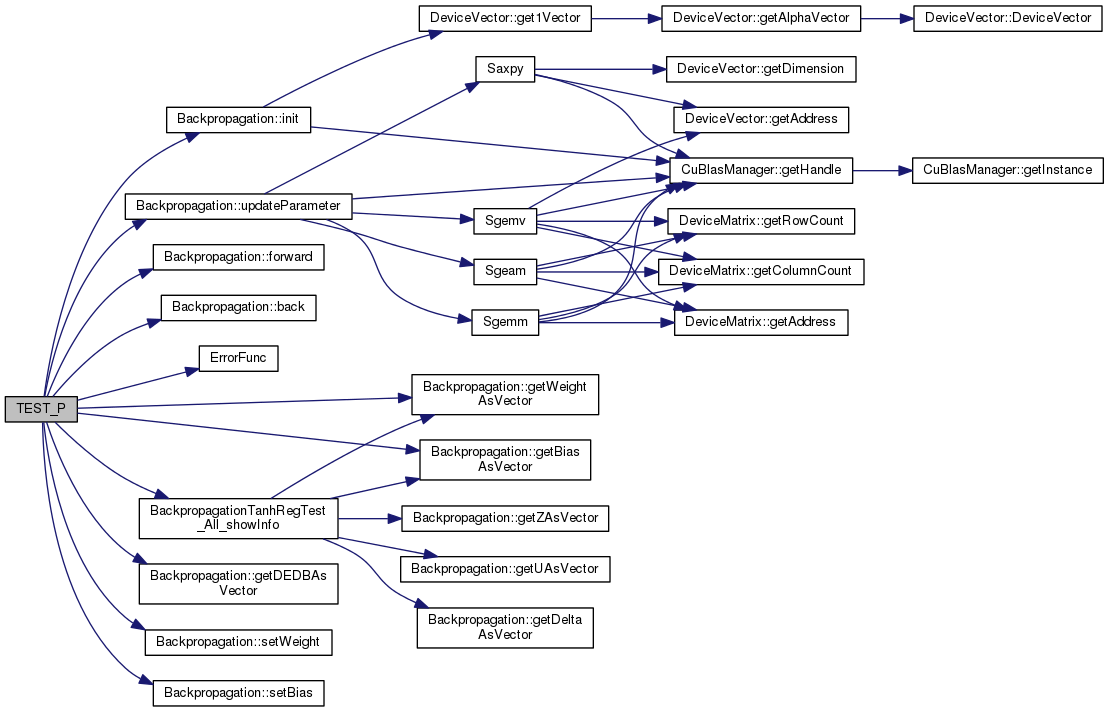 DeviceVector::get1Vector
DeviceVector::getAlphaVector
DeviceVector::DeviceVector
Saxpy
DeviceVector::getDimension
Backpropagation::init
DeviceVector::getAddress
CuBlasManager::getHandle
CuBlasManager::getInstance
Backpropagation::updateParameter
Sgemv
DeviceMatrix::getRowCount
Backpropagation::forward
Sgeam
DeviceMatrix::getColumnCount
Backpropagation::back
Sgemm
DeviceMatrix::getAddress
ErrorFunc
Backpropagation::getWeight
AsVector
TEST_P
Backpropagation::getBias
AsVector
BackpropagationTanhRegTest
_All_showInfo
Backpropagation::getZAsVector
Backpropagation::getUAsVector
Backpropagation::getDEDBAs
Vector
Backpropagation::getDelta
AsVector
Backpropagation::setWeight
Backpropagation::setBias